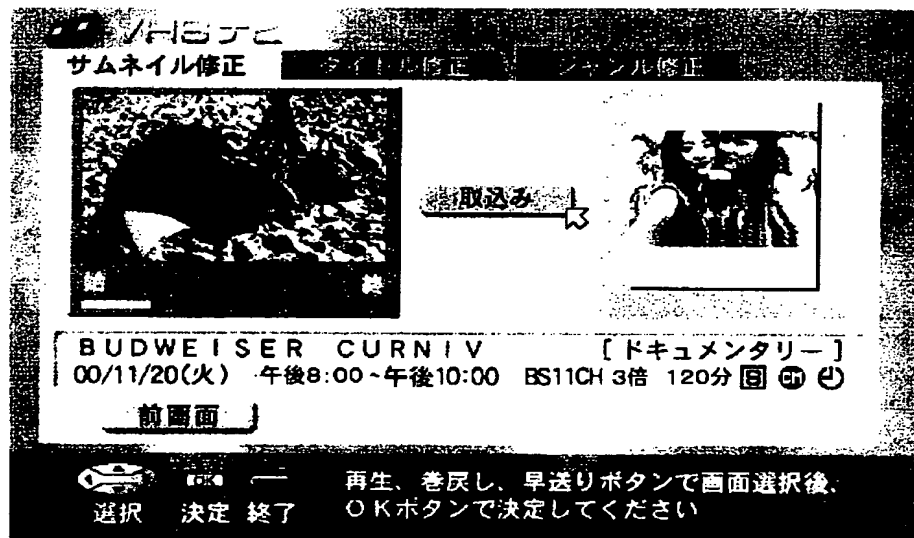 VHSナビ
サムネイル修正 タイトル修正 ジャンル修正
取込み
BUDWEISER CURNIV [ドキュメンタリー]
00/11/20(火) 午後8:00~午後10:00 BS11CH 3倍 120分 S CM
前画面
OK
選択 決定 終了
再生、巻戻し、早送りボタンで画面選択後、
OKボタンで決定してください